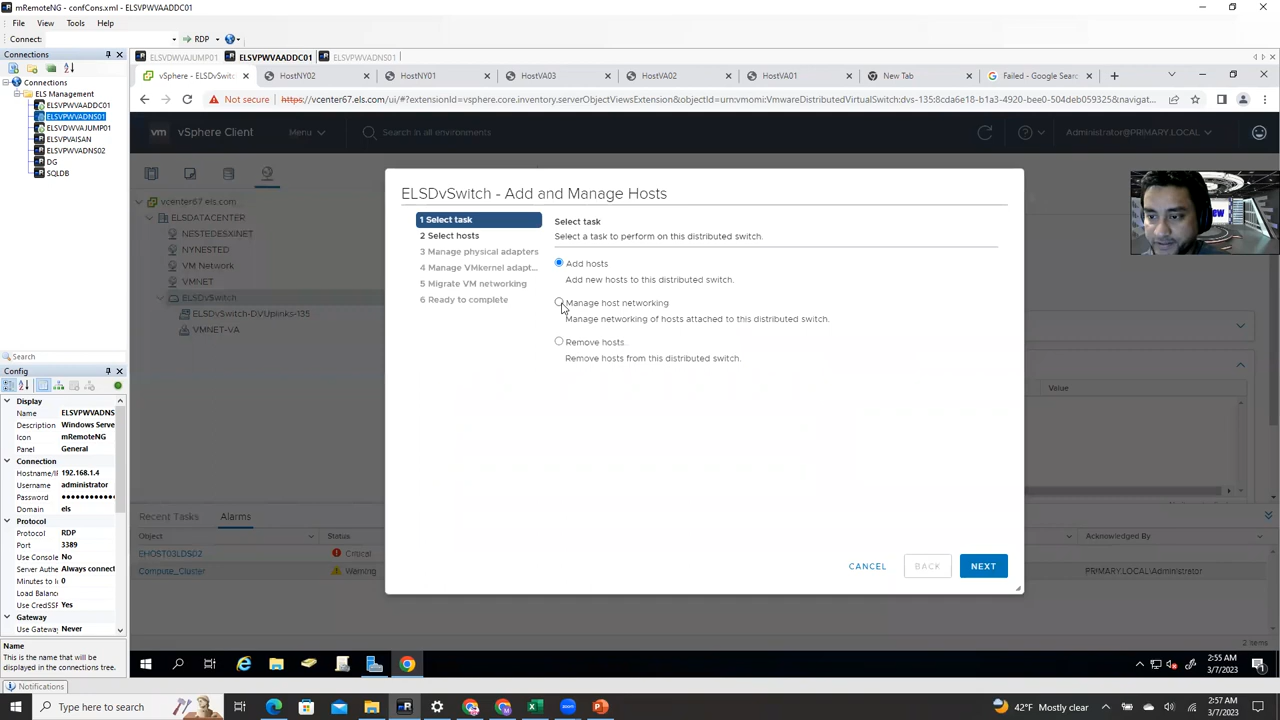 mRemoteNG - confCons.xml - ELSVPWVAADDC01
File View Tools Help
Connect: RDP
Connections
Connections
ELS Management
ELSVPWVAADDC01
ELSVPWVADNS01
ELSVDWVAJUMP01
ELSVPVAISAN
ELSVPWVADNS02
DG
SQLDB
Search
Config
Display
Name ELSVPWVADNS
Description Windows Serve
Icon mRemoteNG
Panel General
Connection
Hostname/IP 192.168.1.4
Username administrator
Password ••••••••••••
Domain els
Protocol
Protocol RDP
Port 3389
Use Console No
Server Authe Always connect
Minutes to I 0
Load Balanc
Use CredSSP Yes
Gateway
Use Gateway Never
Name
This is the name that will be
displayed in the connections tree.
Notifications
ELSVDWVAJUMP01 ELSVPWVAADDC01 ELSVPWVADNS01
vSphere - ELSDvSwitch HostNY02 HostNY01 HostVA03 HostVA02 HostVA01 New Tab Failed - Google Search
Not secure https://vcenter67.els.com/ui/#?extensionId=vsphere.core.inventory.serverObjectViewsExtension&objectId=urn:vmomi:VmwareDistributedVirtualSwitch:dvs-135:8cda6e18-b1a3-4920-bee0-504deb059325&navigat...
vm vSphere Client Menu Search in all environments Administrator@PRIMARY.LOCAL
vcenter67.els.com
ELSDATACENTER
NESTEDESXINET
NYNESTED
VM Network
VMNET
ELSDvSwitch
ELSDvSwitch-DVUplinks-135
VMNET-VA
ELSDvSwitch - Add and Manage Hosts
1 Select task
2 Select hosts
3 Manage physical adapters
4 Manage VMkernel adapt...
5 Migrate VM networking
6 Ready to complete
Select task
Select a task to perform on this distributed switch.
Add hosts
Add new hosts to this distributed switch.
Manage host networking
Manage networking of hosts attached to this distributed switch.
Remove hosts
Remove hosts from this distributed switch.
CANCEL BACK NEXT
Value
Recent Tasks Alarms
Object Status Acknowledged By
EHOST03LDS02 Critical
Compute_Cluster Warning PRIMARY.LOCAL\Administrator
2 items
2:55 AM
3/7/2023
Type here to search
42°F Mostly clear
2:57 AM
3/7/2023